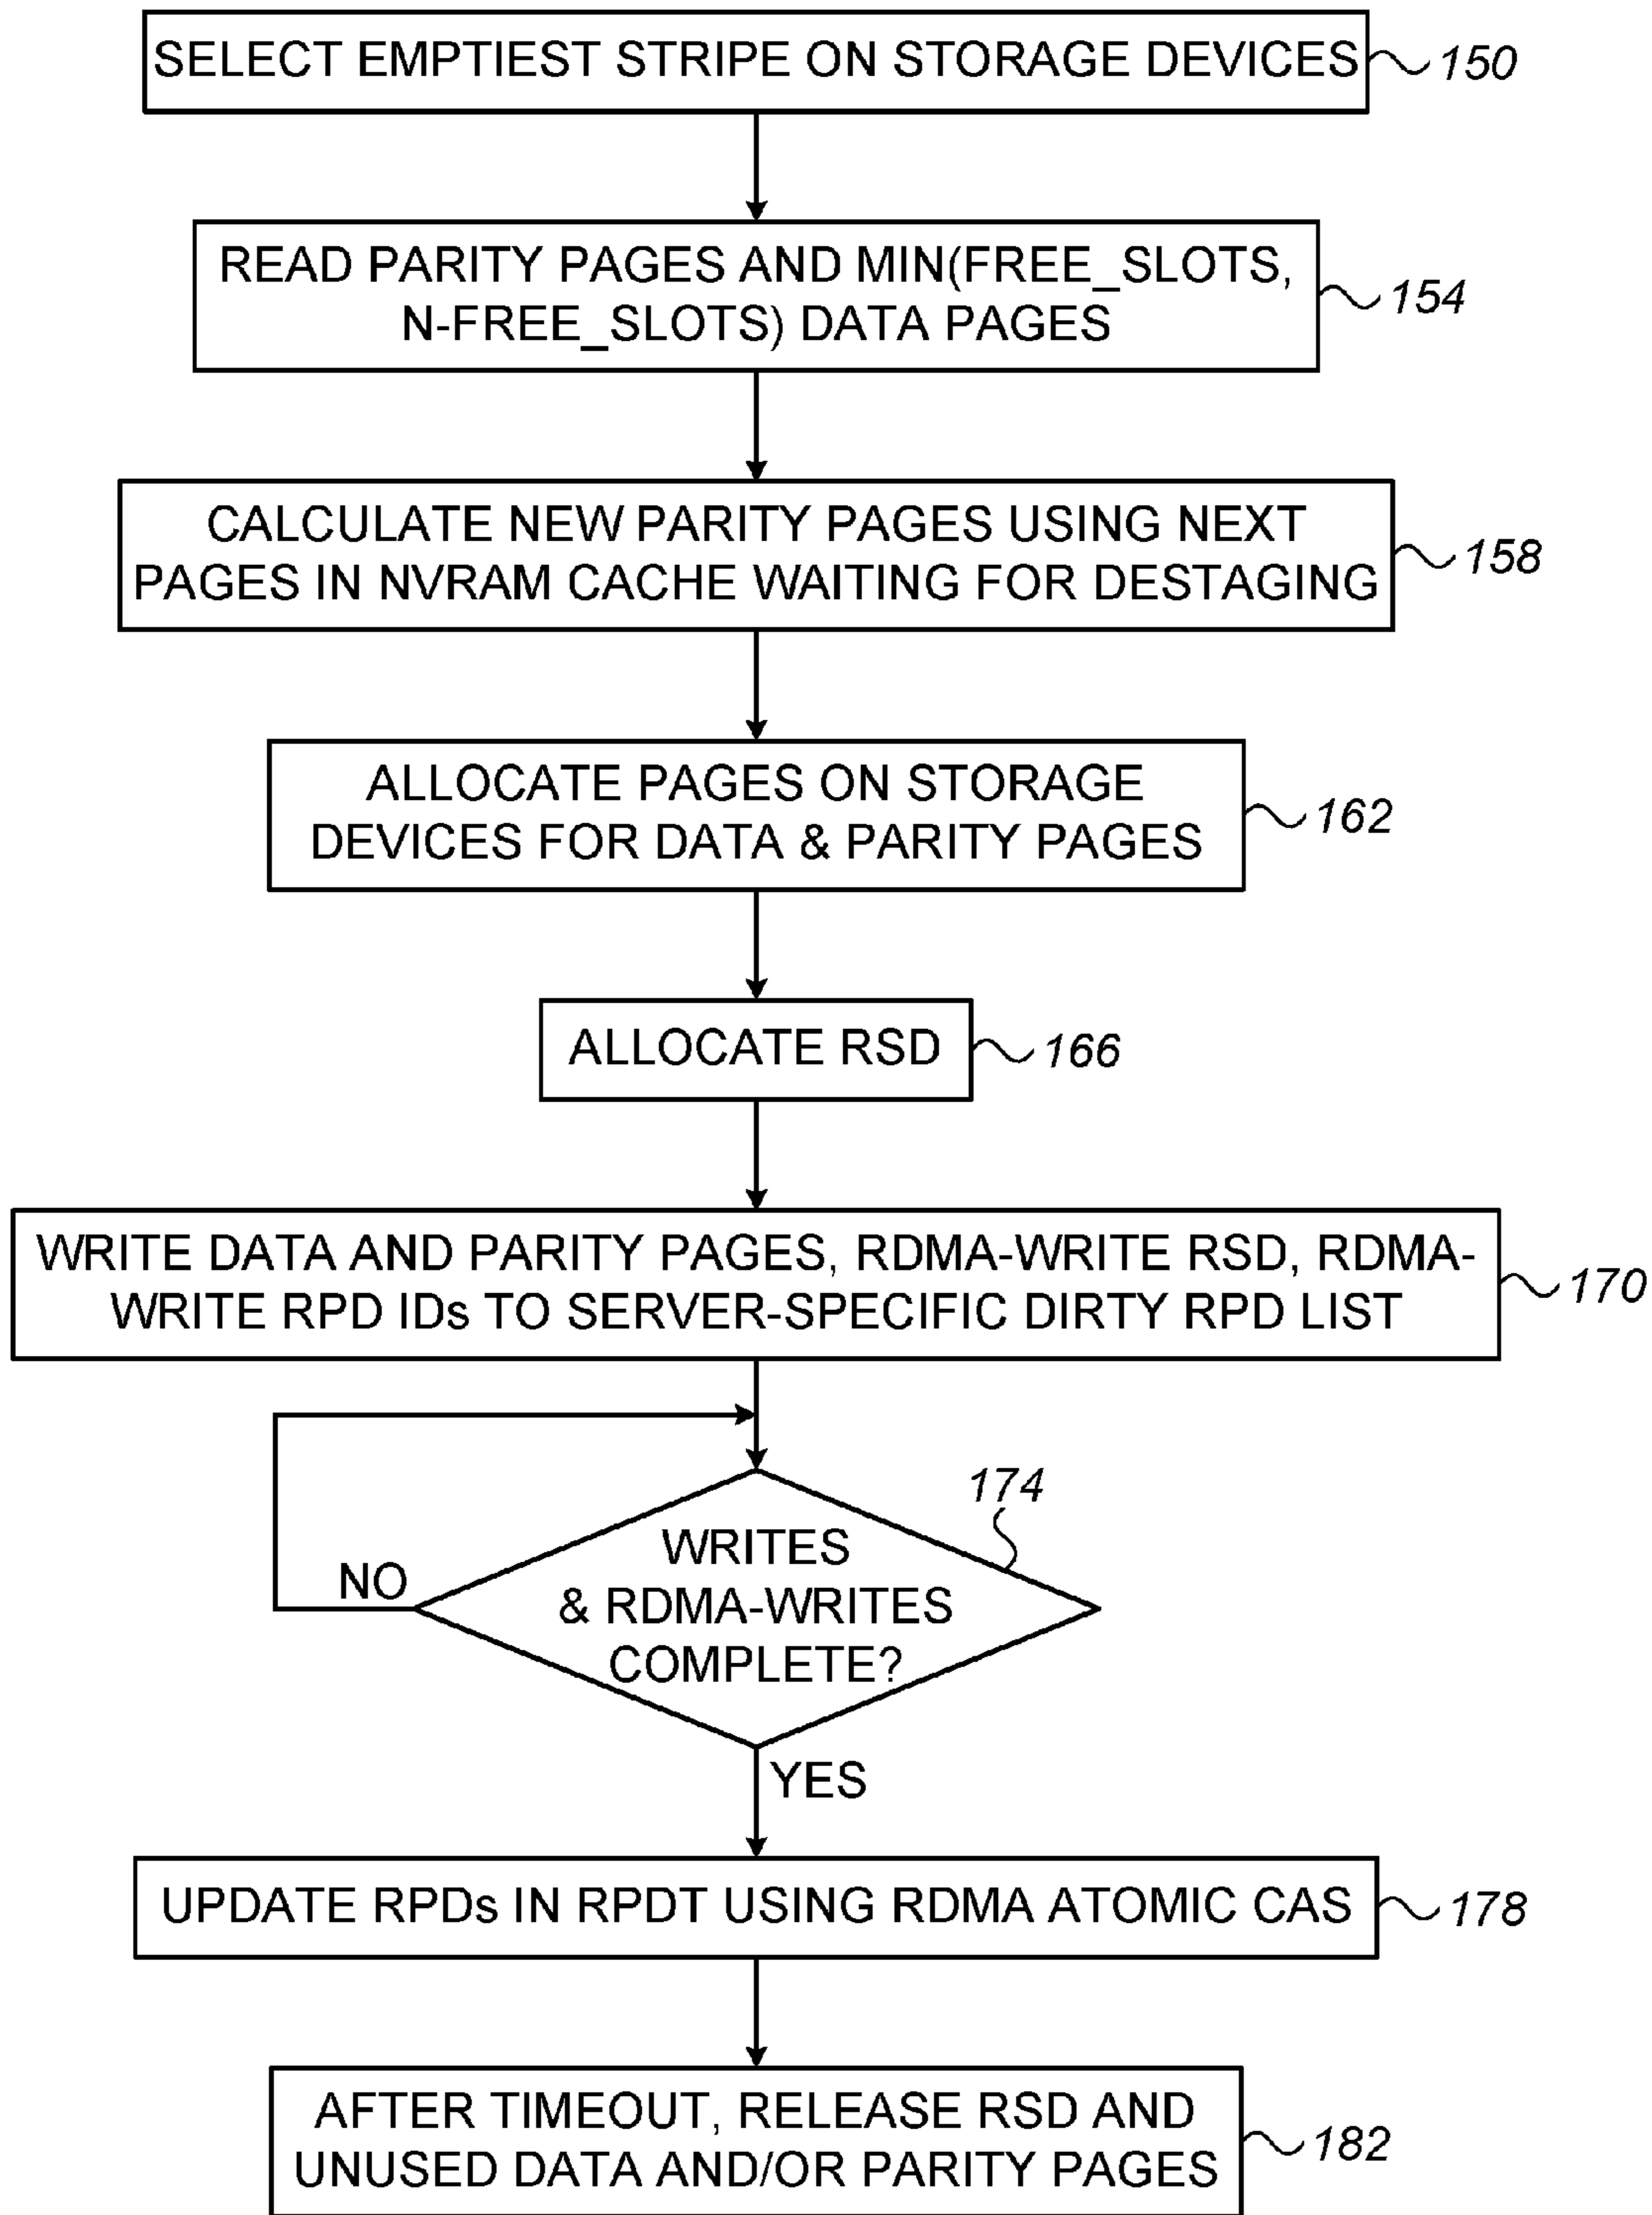 SELECT EMPTIEST STRIPE ON STORAGE DEVICES 150
READ PARITY PAGES AND MIN(FREE_SLOTS,
N-FREE_SLOTS) DATA PAGES 154
CALCULATE NEW PARITY PAGES USING NEXT
PAGES IN NVRAM CACHE WAITING FOR DESTAGING 158
ALLOCATE PAGES ON STORAGE
DEVICES FOR DATA & PARITY PAGES 162
ALLOCATE RSD 166
WRITE DATA AND PARITY PAGES, RDMA-WRITE RSD, RDMA-
WRITE RPD IDs TO SERVER-SPECIFIC DIRTY RPD LIST 170
174
WRITES
NO
& RDMA-WRITES
COMPLETE?
YES
UPDATE RPDs IN RPDT USING RDMA ATOMIC CAS 178
AFTER TIMEOUT, RELEASE RSD AND
UNUSED DATA AND/OR PARITY PAGES 182